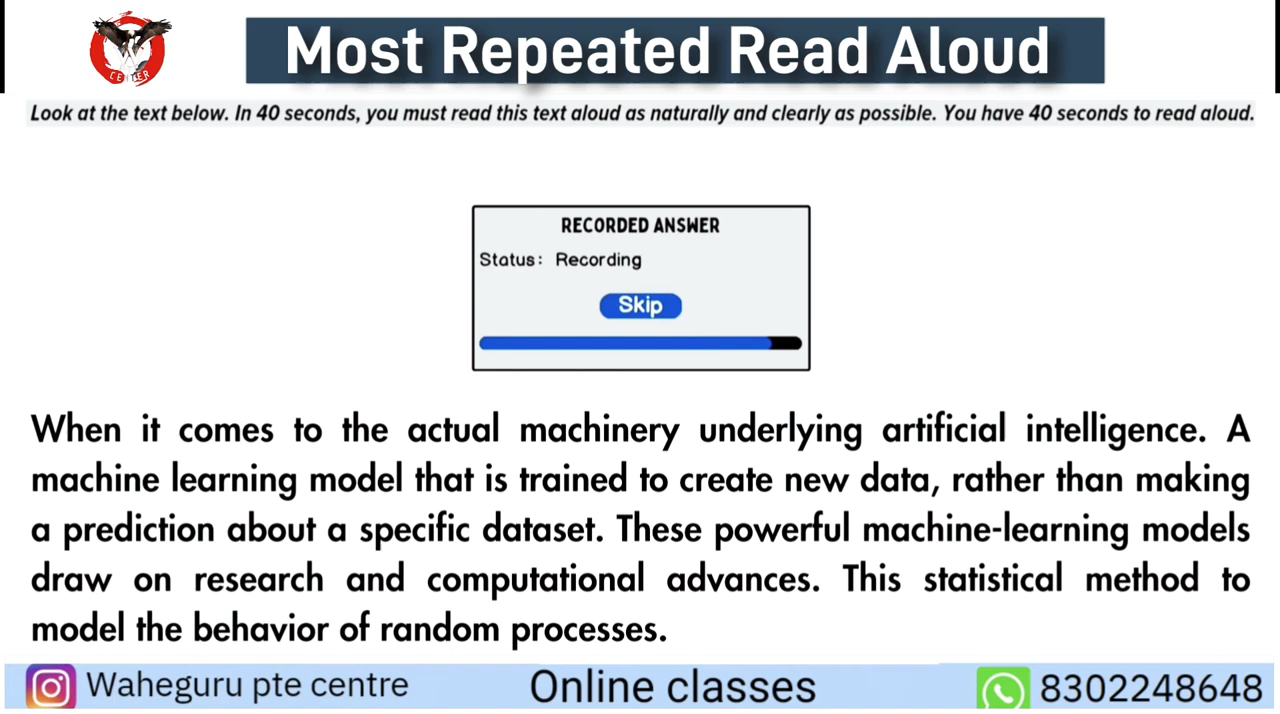 CENTER
Most Repeated Read Aloud
Look at the text below. In 40 seconds, you must read this text aloud as naturally and clearly as possible. You have 40 seconds to read aloud.
RECORDED ANSWER
Status: Recording
Skip
When it comes to the actual machinery underlying artificial intelligence. A
machine learning model that is trained to create new data, rather than making
a prediction about a specific dataset. These powerful machine-learning models
draw on research and computational advances. This statistical method to
model the behavior of random processes.
Waheguru pte centre
Online classes
8302248648